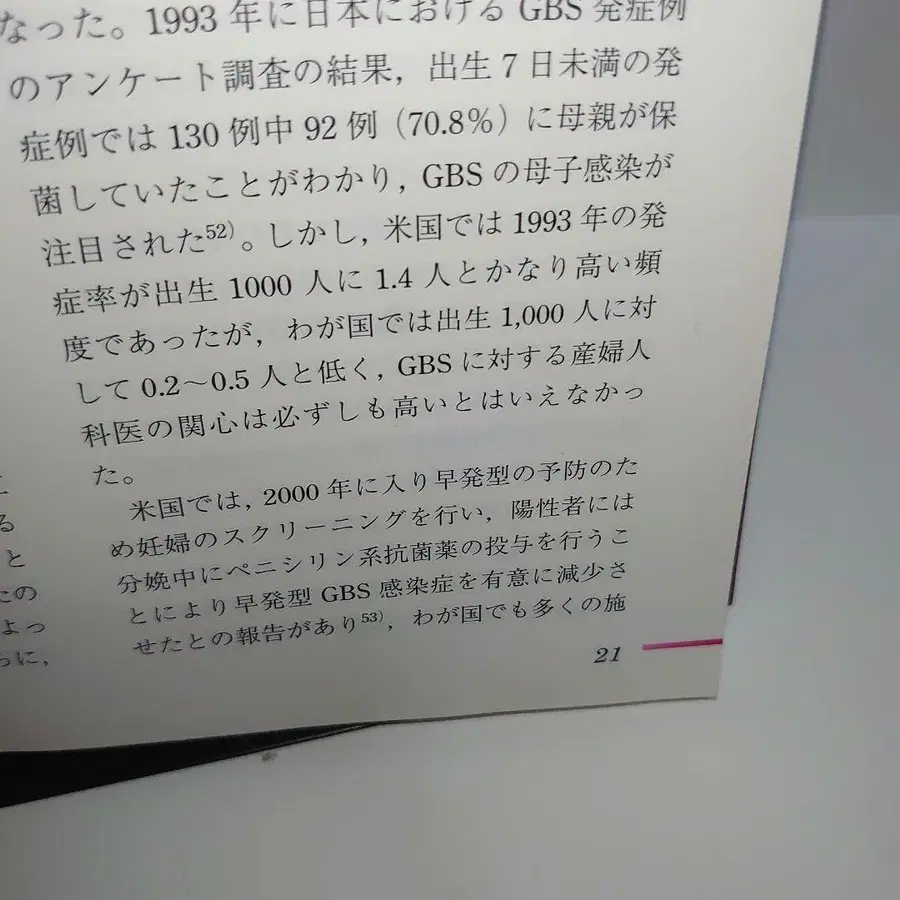 なった。1993 年に日本における GBS 発症例
のアンケート調査の結果，出生 7 日未満の発
症例では 130 例中 92 例（70.8%）に母親が保
菌していたことがわかり，GBS の母子感染が
注目された52)。しかし，米国では 1993 年の発
症率が出生 1000 人に 1.4 人とかなり高い頻
度であったが，わが国では出生 1,000 人に対
して 0.2〜0.5 人と低く，GBS に対する産婦人
科医の関心は必ずしも高いとはいえなかっ
た。
米国では，2000 年に入り早発型の予防のた
め妊婦のスクリーニングを行い，陽性者には
分娩中にペニシリン系抗菌薬の投与を行うこ
とにより早発型 GBS 感染症を有意に減少さ
せたとの報告があり53)，わが国でも多くの施
る
と
たの
よっ
らに，
21